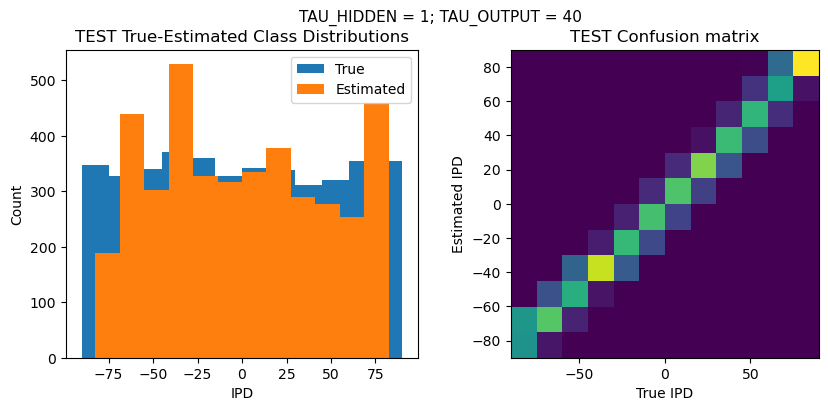 TAU_HIDDEN = 1; TAU_OUTPUT = 40
TEST True-Estimated Class Distributions
True
Estimated
500
400
300
200
100
0
Count
−75
−50
−25
0
25
50
75
IPD
TEST Confusion matrix
80
60
40
20
0
−20
−40
−60
−80
Estimated IPD
−50
0
50
True IPD